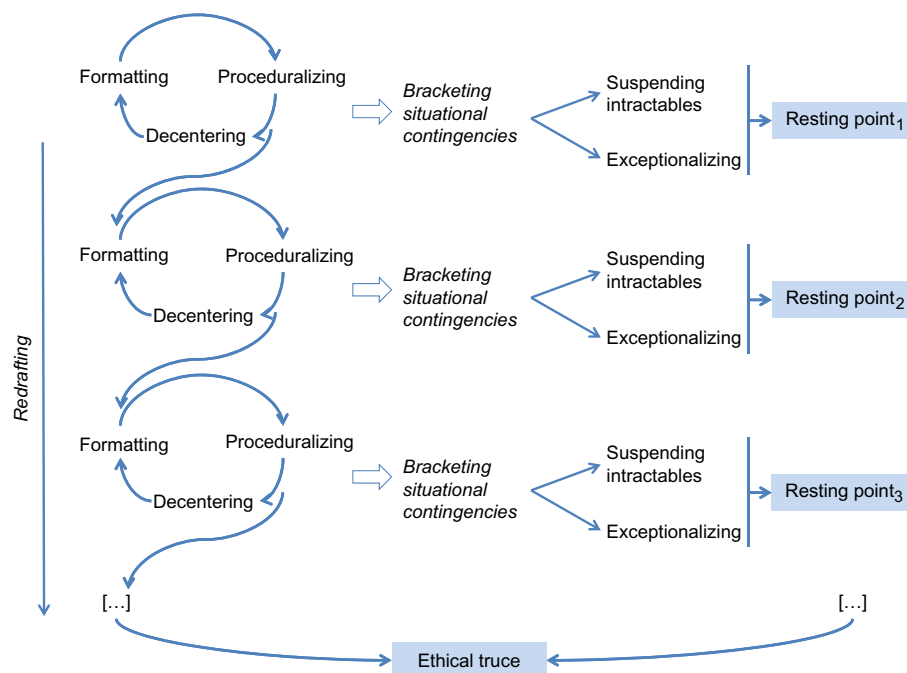 Formatting
Proceduralizing
Decentering
Bracketing
situational
contingencies
Suspending
intractables
Exceptionalizing
Resting point1
Redrafting
Formatting
Proceduralizing
Decentering
Bracketing
situational
contingencies
Suspending
intractables
Exceptionalizing
Resting point2
Formatting
Proceduralizing
Decentering
Bracketing
situational
contingencies
Suspending
intractables
Exceptionalizing
Resting point3
[...]
[...]
Ethical truce